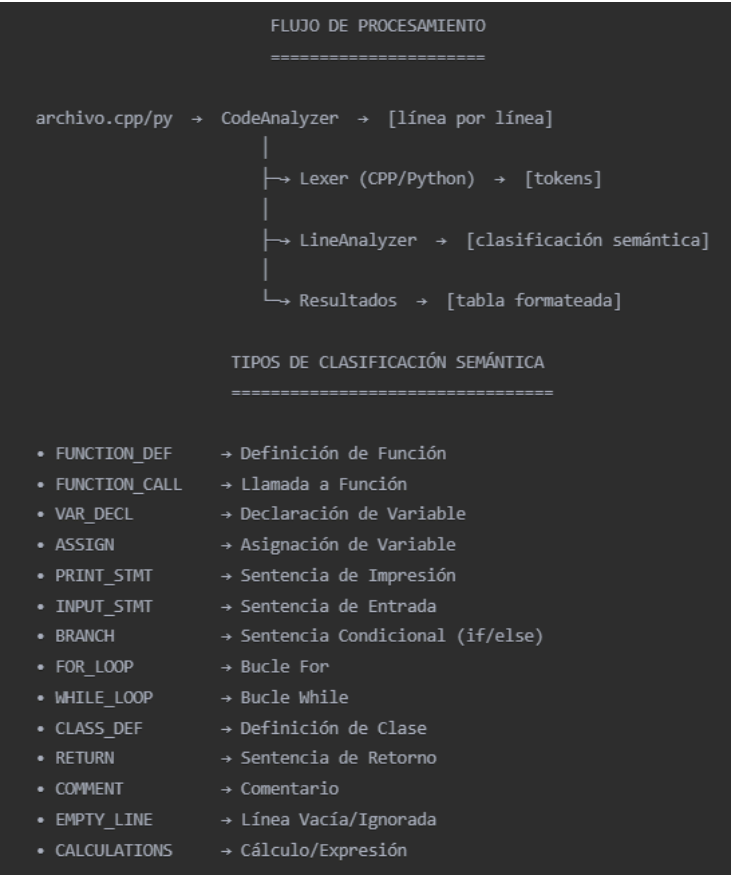 FLUJO DE PROCESAMIENTO
======================
archivo.cpp/py → CodeAnalyzer → [línea por línea]
│
├─→ Lexer (CPP/Python) → [tokens]
│
├─→ LineAnalyzer → [clasificación semántica]
│
└─→ Resultados → [tabla formateada]
TIPOS DE CLASIFICACIÓN SEMÁNTICA
=================================
• FUNCTION_DEF → Definición de Función
• FUNCTION_CALL → Llamada a Función
• VAR_DECL → Declaración de Variable
• ASSIGN → Asignación de Variable
• PRINT_STMT → Sentencia de Impresión
• INPUT_STMT → Sentencia de Entrada
• BRANCH → Sentencia Condicional (if/else)
• FOR_LOOP → Bucle For
• WHILE_LOOP → Bucle While
• CLASS_DEF → Definición de Clase
• RETURN → Sentencia de Retorno
• COMMENT → Comentario
• EMPTY_LINE → Línea Vacía/Ignorada
• CALCULATIONS → Cálculo/Expresión